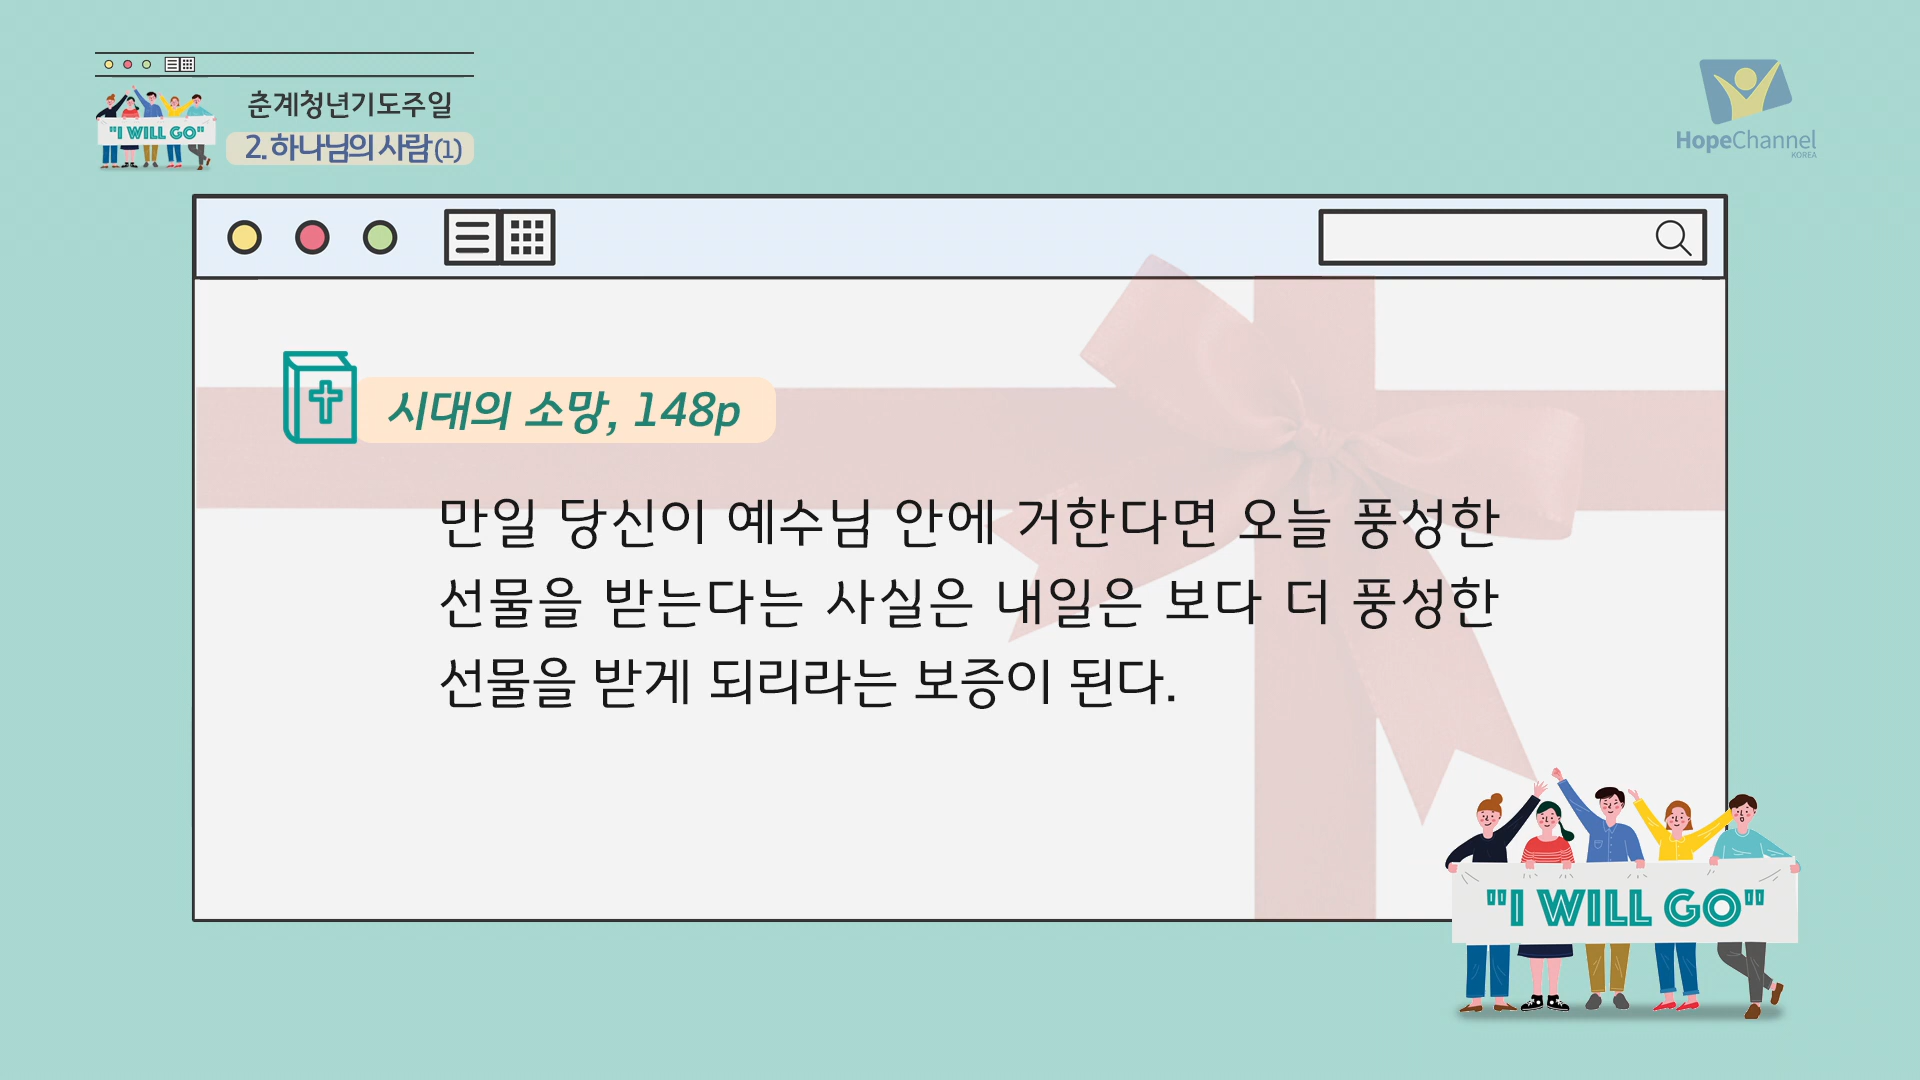 춘계청년기도주일
"I WILL GO"
2. 하나님의 사람 (1)
HopeChannel
KOREA
시대의 소망, 148p
만일 당신이 예수님 안에 거한다면 오늘 풍성한
선물을 받는다는 사실은 내일은 보다 더 풍성한
선물을 받게 되리라는 보증이 된다.
"I WILL GO"